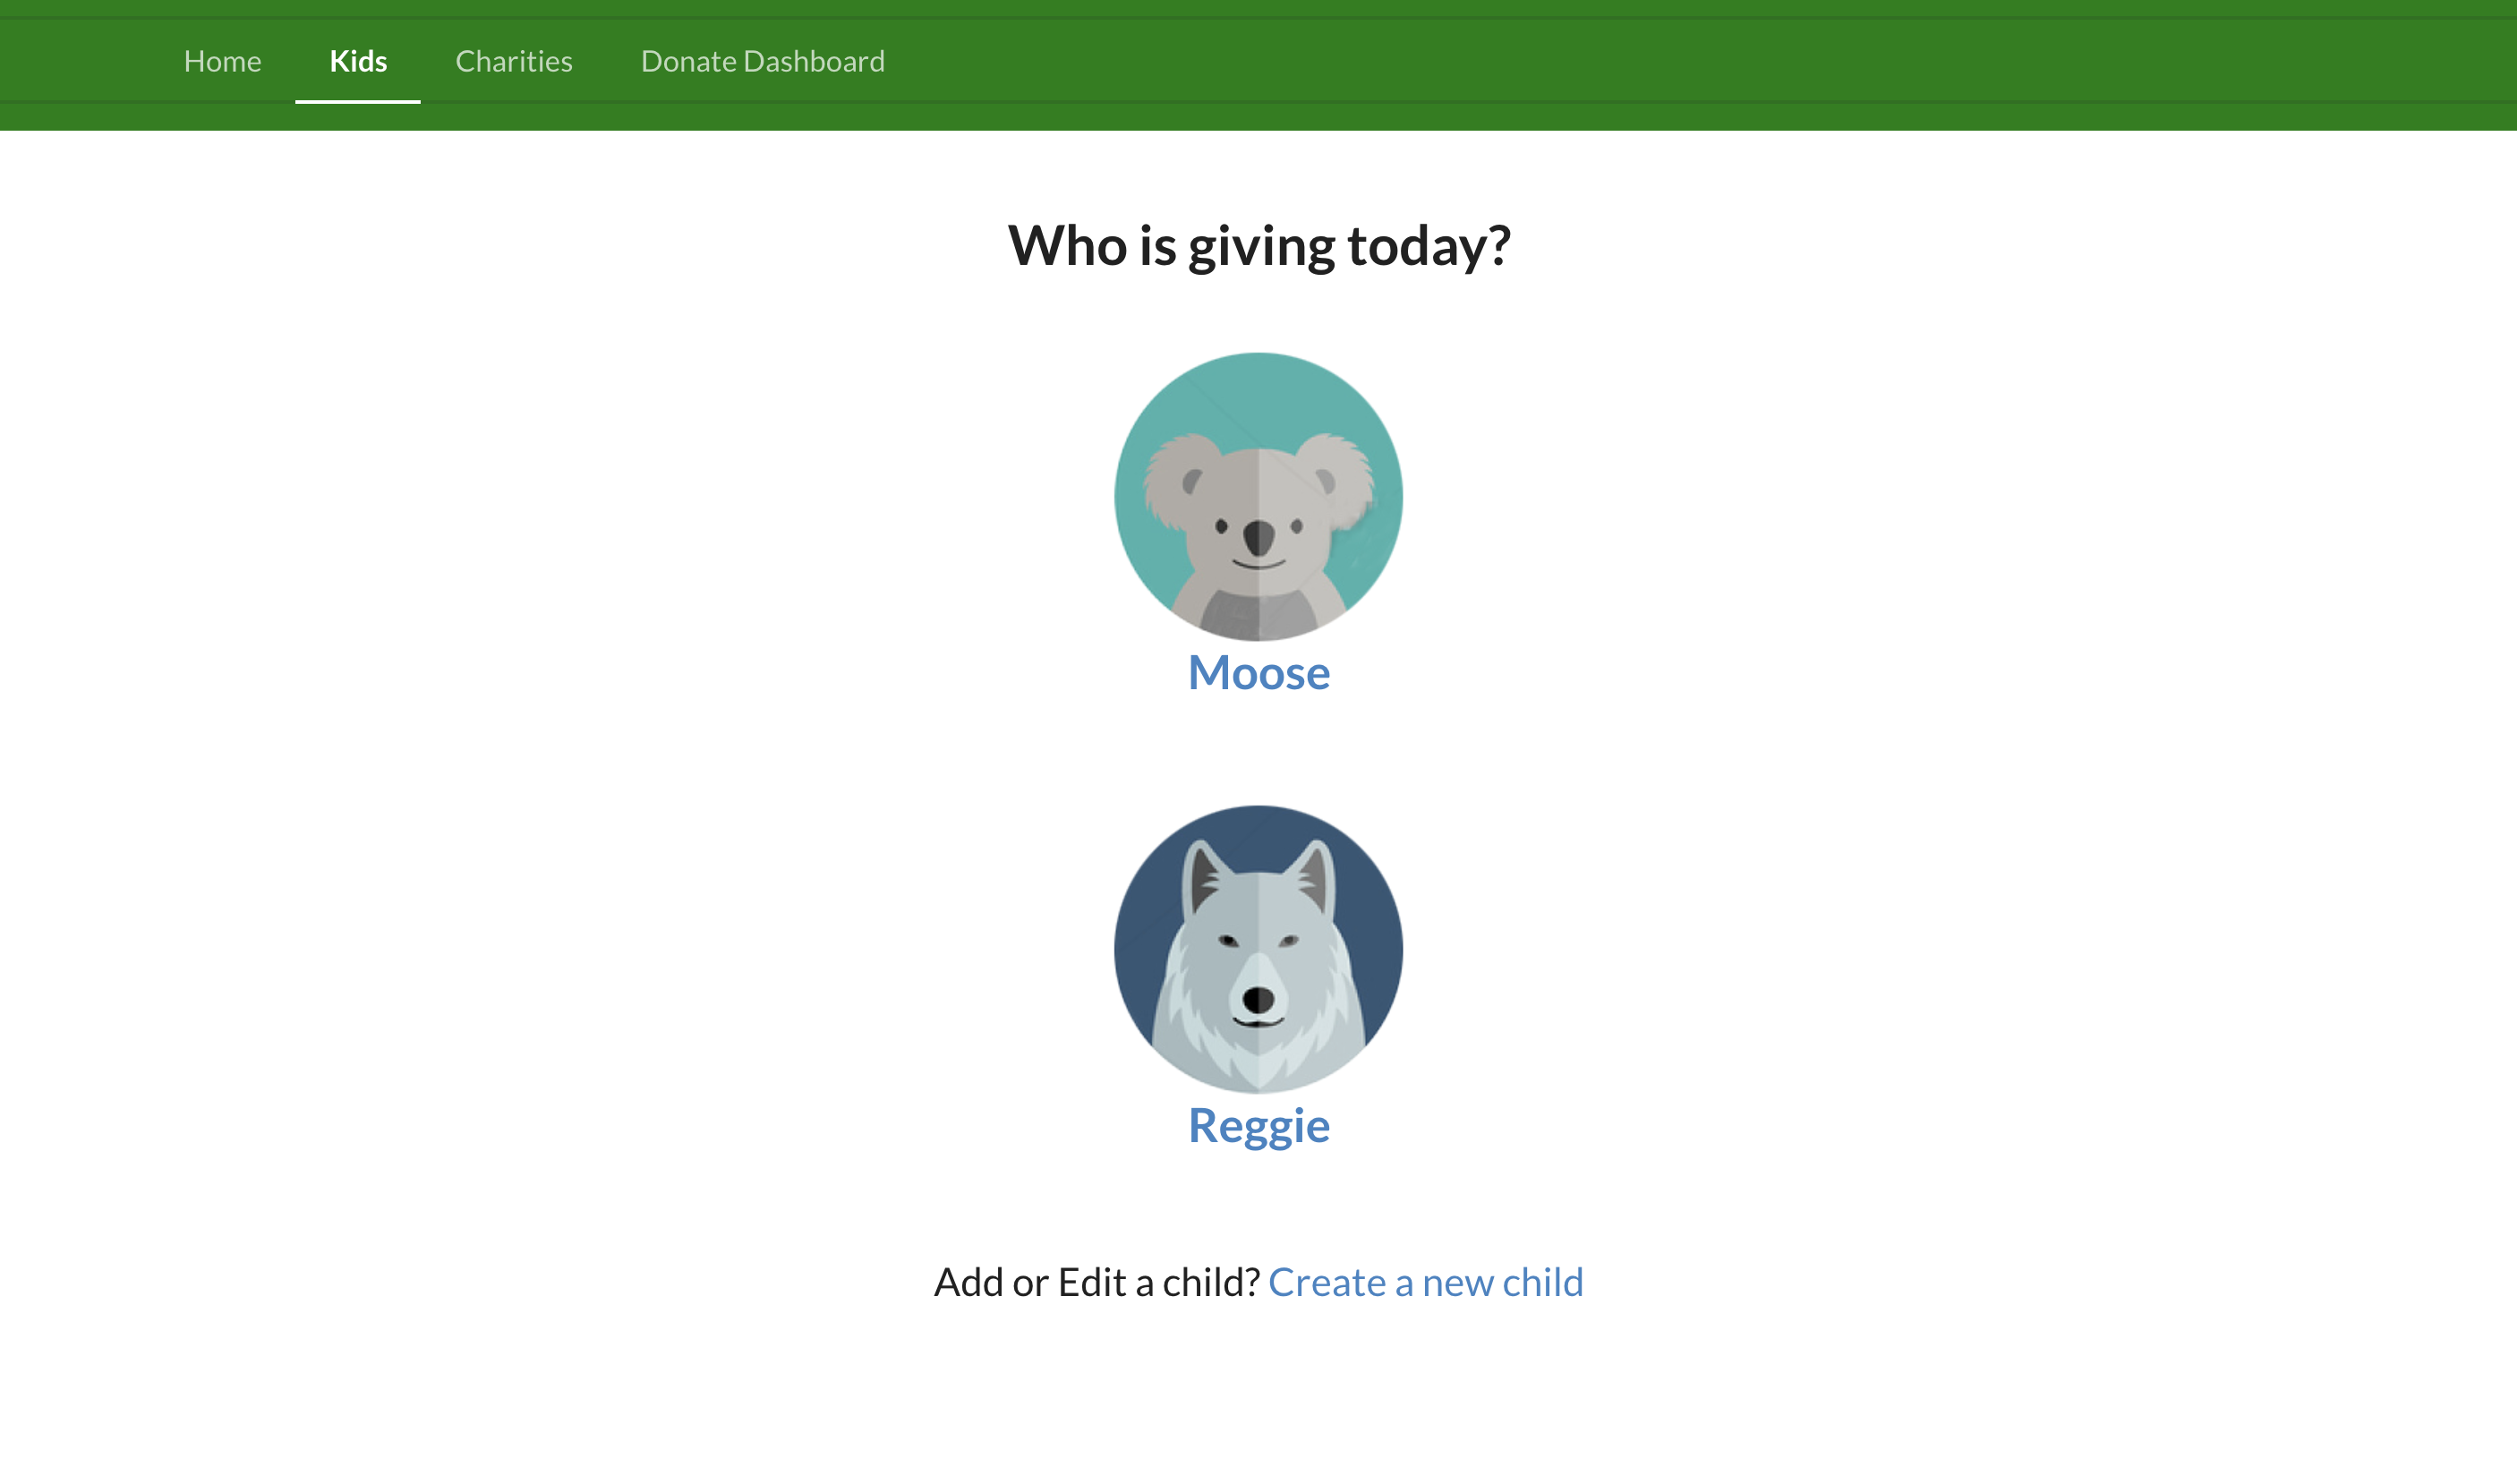 Home Kids Charities Donate Dashboard
Who is giving today?
Moose
Reggie
Add or Edit a child? Create a new child